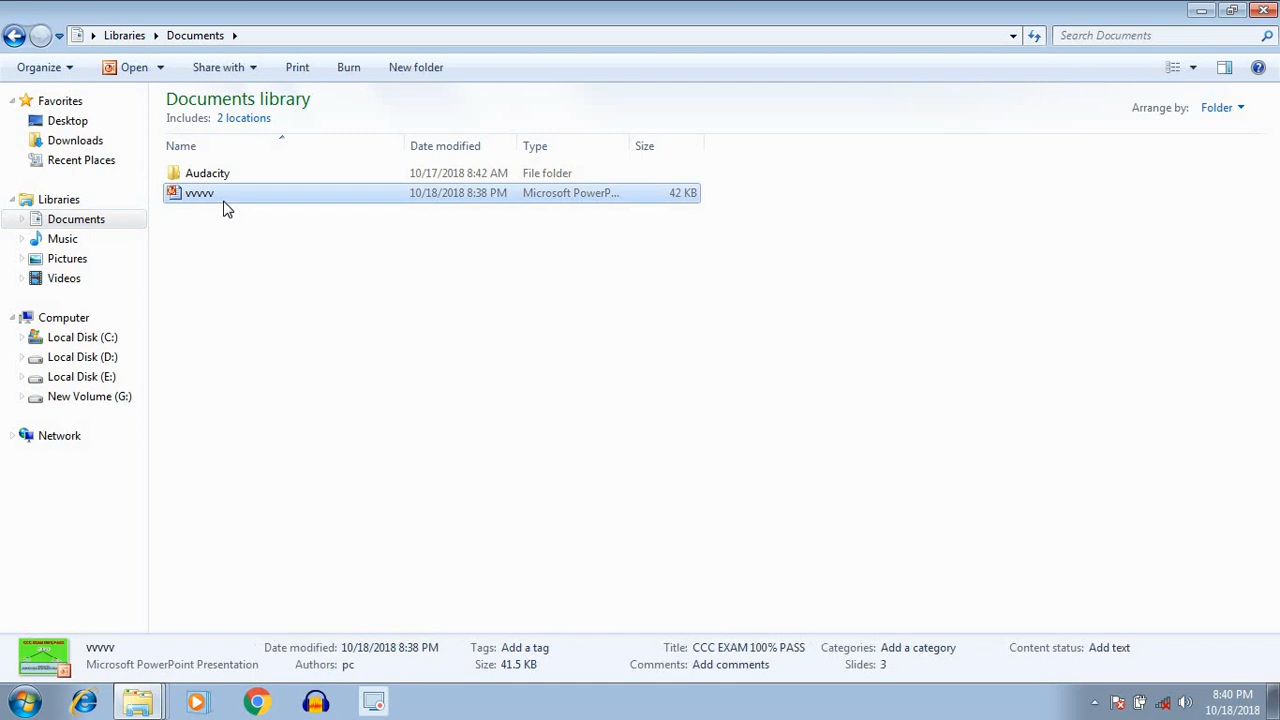 Libraries Documents
Search Documents
Organize Open Share with Print Burn New folder
Documents library
Includes: 2 locations
Arrange by: Folder
Name Date modified Type Size
Audacity 10/17/2018 8:42 AM File folder
vvvvv 10/18/2018 8:38 PM Microsoft PowerP... 42 KB
Favorites
Desktop
Downloads
Recent Places
Libraries
Documents
Music
Pictures
Videos
Computer
Local Disk (C:)
Local Disk (D:)
Local Disk (E:)
New Volume (G:)
Network
vvvvv Date modified: 10/18/2018 8:38 PM Tag: Add a tag Title: CCC EXAM 100% PASS Categories: Add a category Content status: Add text
Microsoft PowerPoint Presentation Authors: pc Size: 41.5 KB Comments: Add comments Slides: 3
8:40 PM
10/18/2018